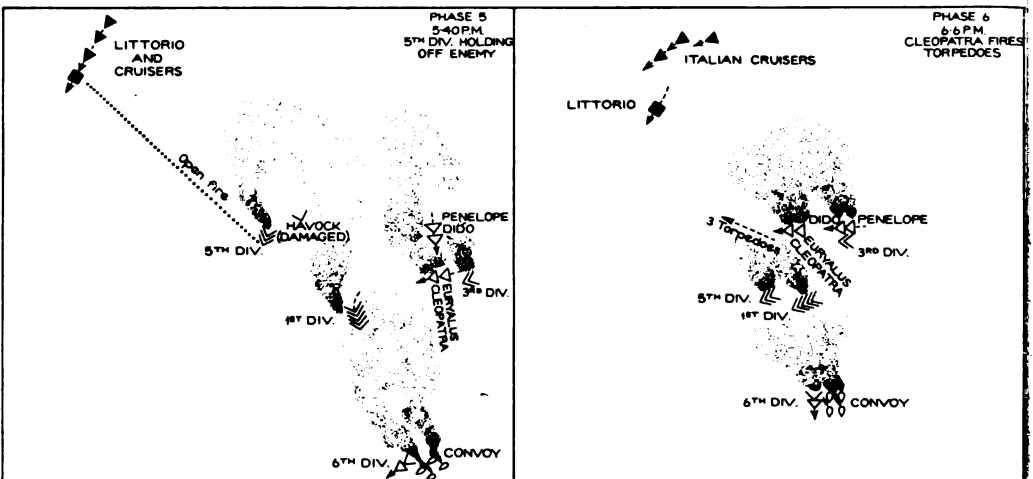 PHASE 5
5·40 P.M.
5TH DIV. HOLDING
OFF ENEMY
LITTORIO
AND
CRUISERS
Open fire
HAVOCK
(DAMAGED)
5TH DIV.
PENELOPE
DIDO
3RD DIV.
EURYALUS
CLEOPATRA
1ST DIV.
CONVOY
6TH DIV.
PHASE 6
6·6 P.M.
CLEOPATRA FIRES
TORPEDOES
ITALIAN CRUISERS
LITTORIO
3 Torpedoes
DIDO
PENELOPE
EURYALUS
CLEOPATRA
3RD DIV.
5TH DIV.
1ST DIV.
6TH DIV.
CONVOY